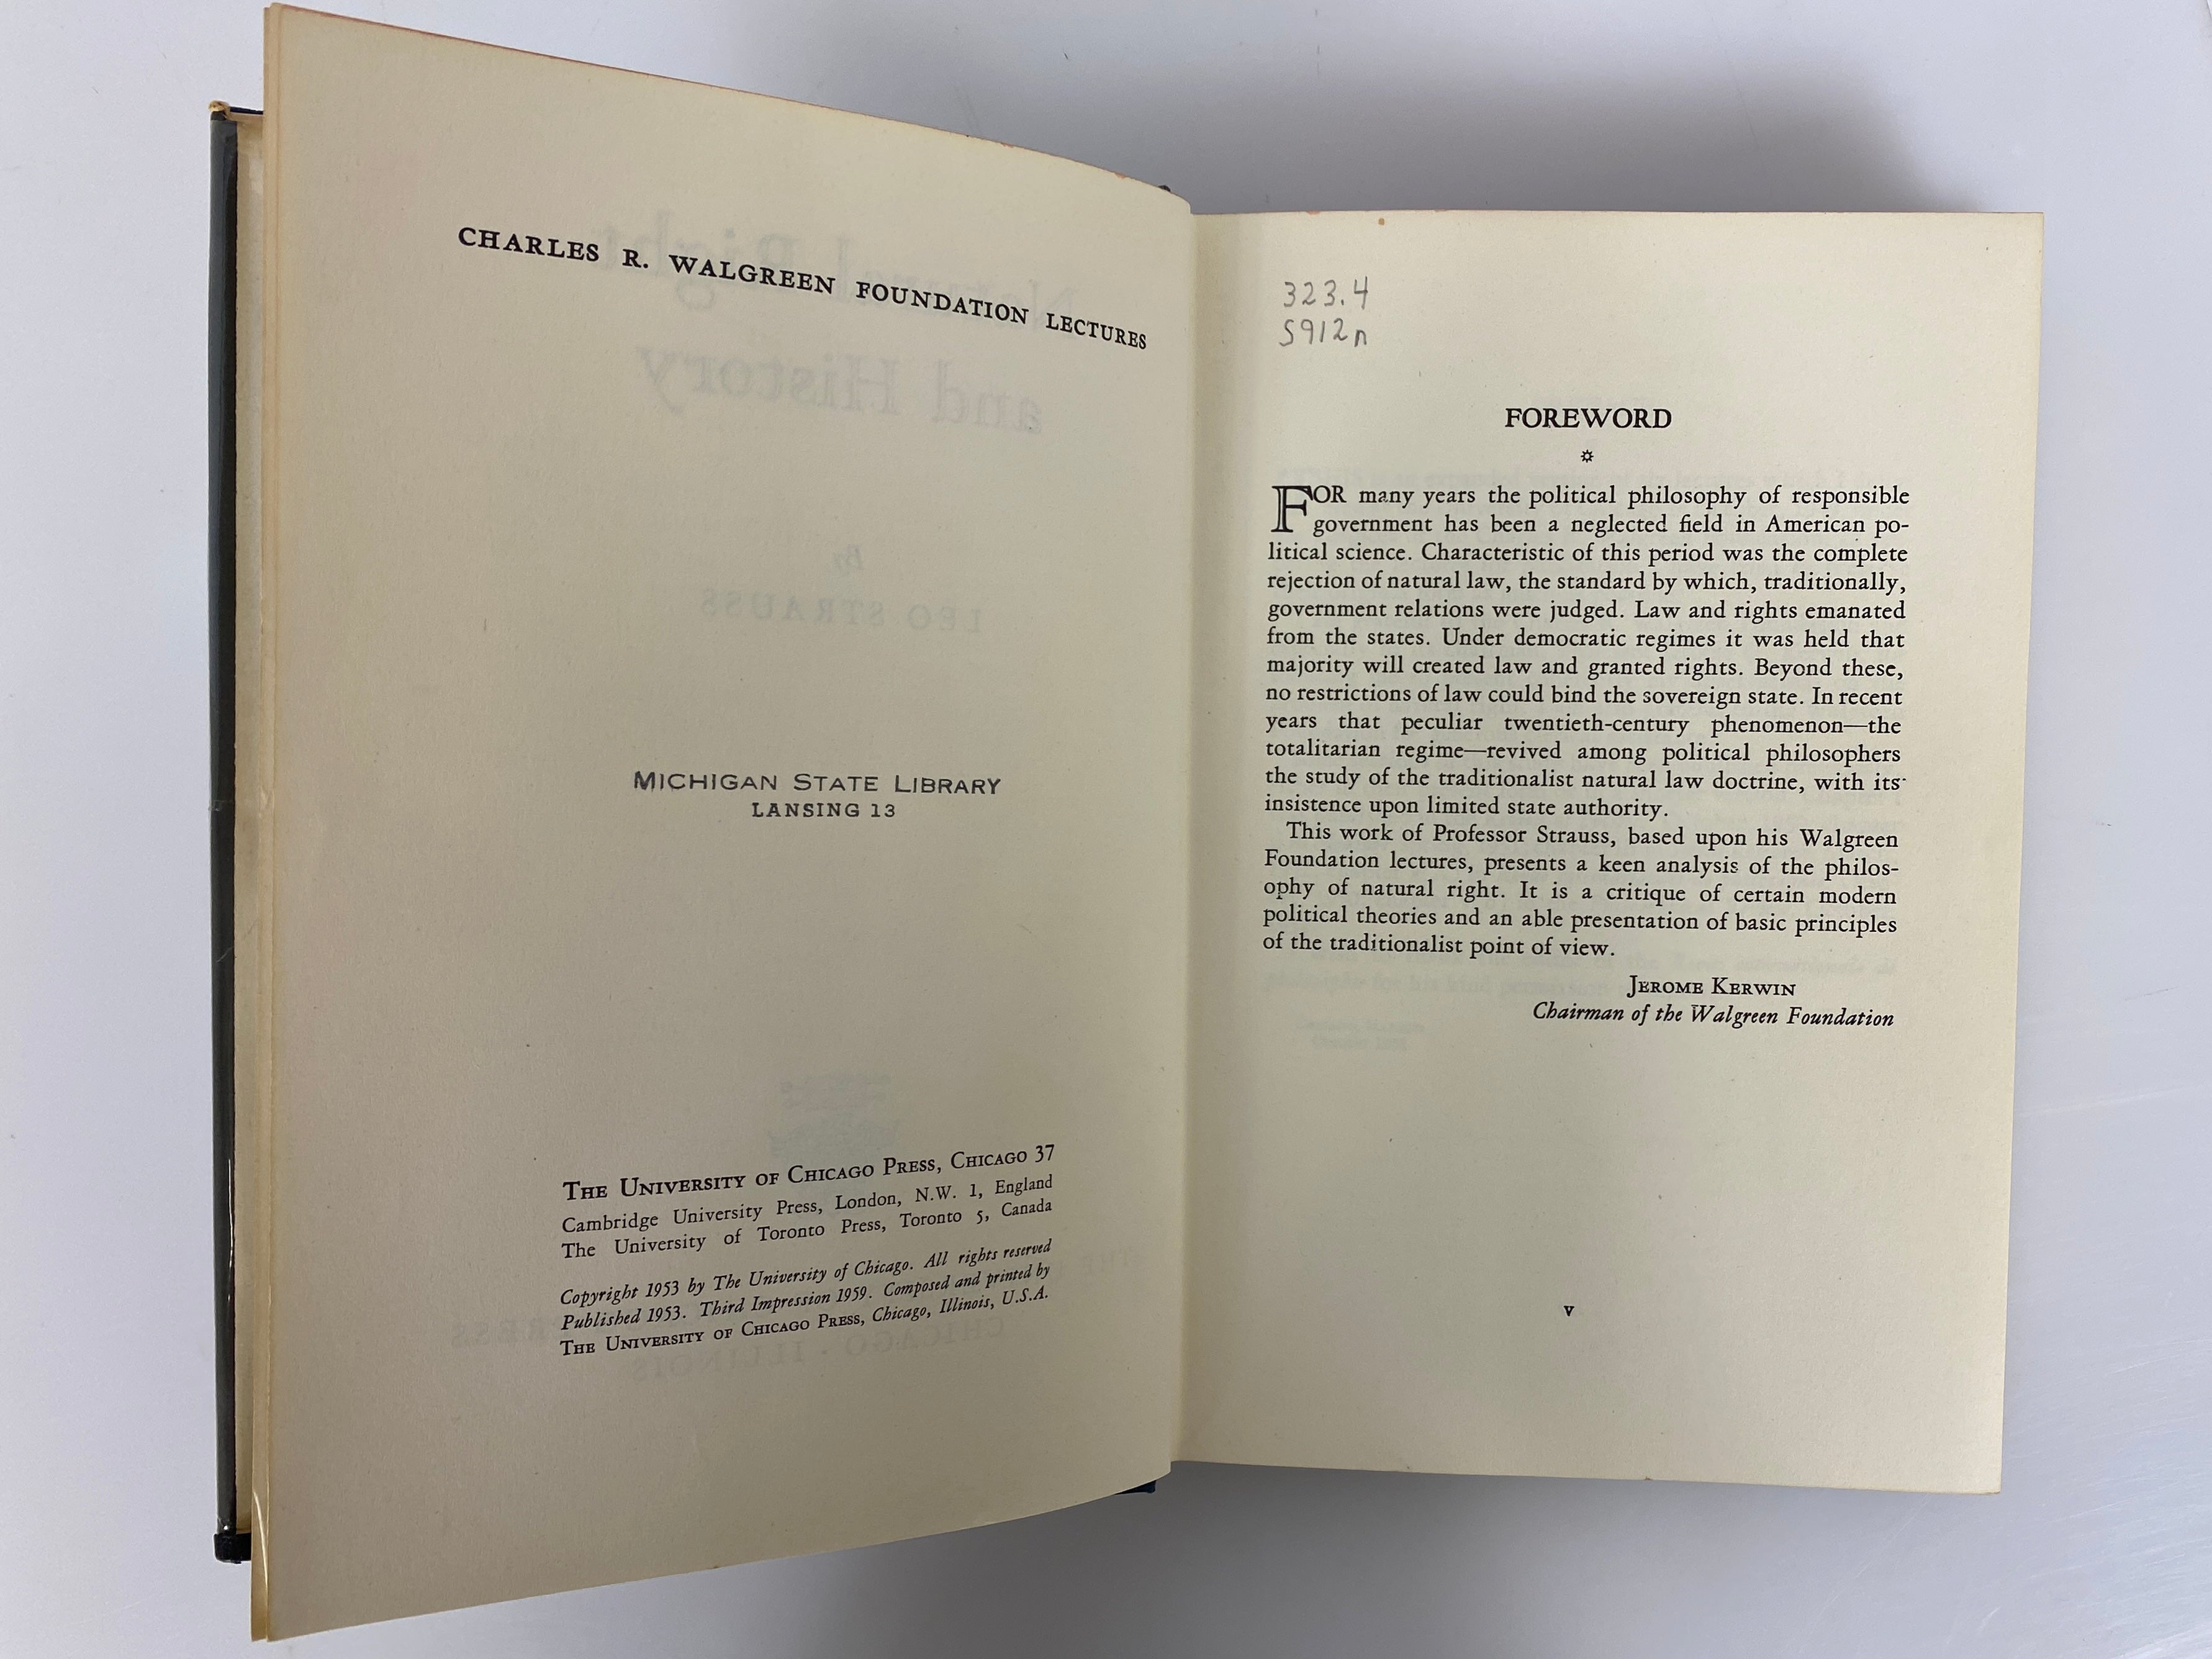 CHARLES R. WALGREEN FOUNDATION LECTURES
MICHIGAN STATE LIBRARY
LANSING 13
THE UNIVERSITY OF CHICAGO PRESS, CHICAGO 37
Cambridge University Press, London, N.W. 1, England
The University of Toronto Press, Toronto 5, Canada
Copyright 1953 by The University of Chicago. All rights reserved
Published 1953. Third Impression 1959. Composed and printed by
THE UNIVERSITY OF CHICAGO PRESS, Chicago, Illinois, U.S.A.
323.4
S912n
FOREWORD
FOR many years the political philosophy of responsible
government has been a neglected field in American po-
litical science. Characteristic of this period was the complete
rejection of natural law, the standard by which, traditionally,
government relations were judged. Law and rights emanated
from the states. Under democratic regimes it was held that
majority will created law and granted rights. Beyond these,
no restrictions of law could bind the sovereign state. In recent
years that peculiar twentieth-century phenomenon—the
totalitarian regime—revived among political philosophers
the study of the traditionalist natural law doctrine, with its
insistence upon limited state authority.
This work of Professor Strauss, based upon his Walgreen
Foundation lectures, presents a keen analysis of the philos-
ophy of natural right. It is a critique of certain modern
political theories and an able presentation of basic principles
of the traditionalist point of view.
JEROME KERWIN
Chairman of the Walgreen Foundation
v